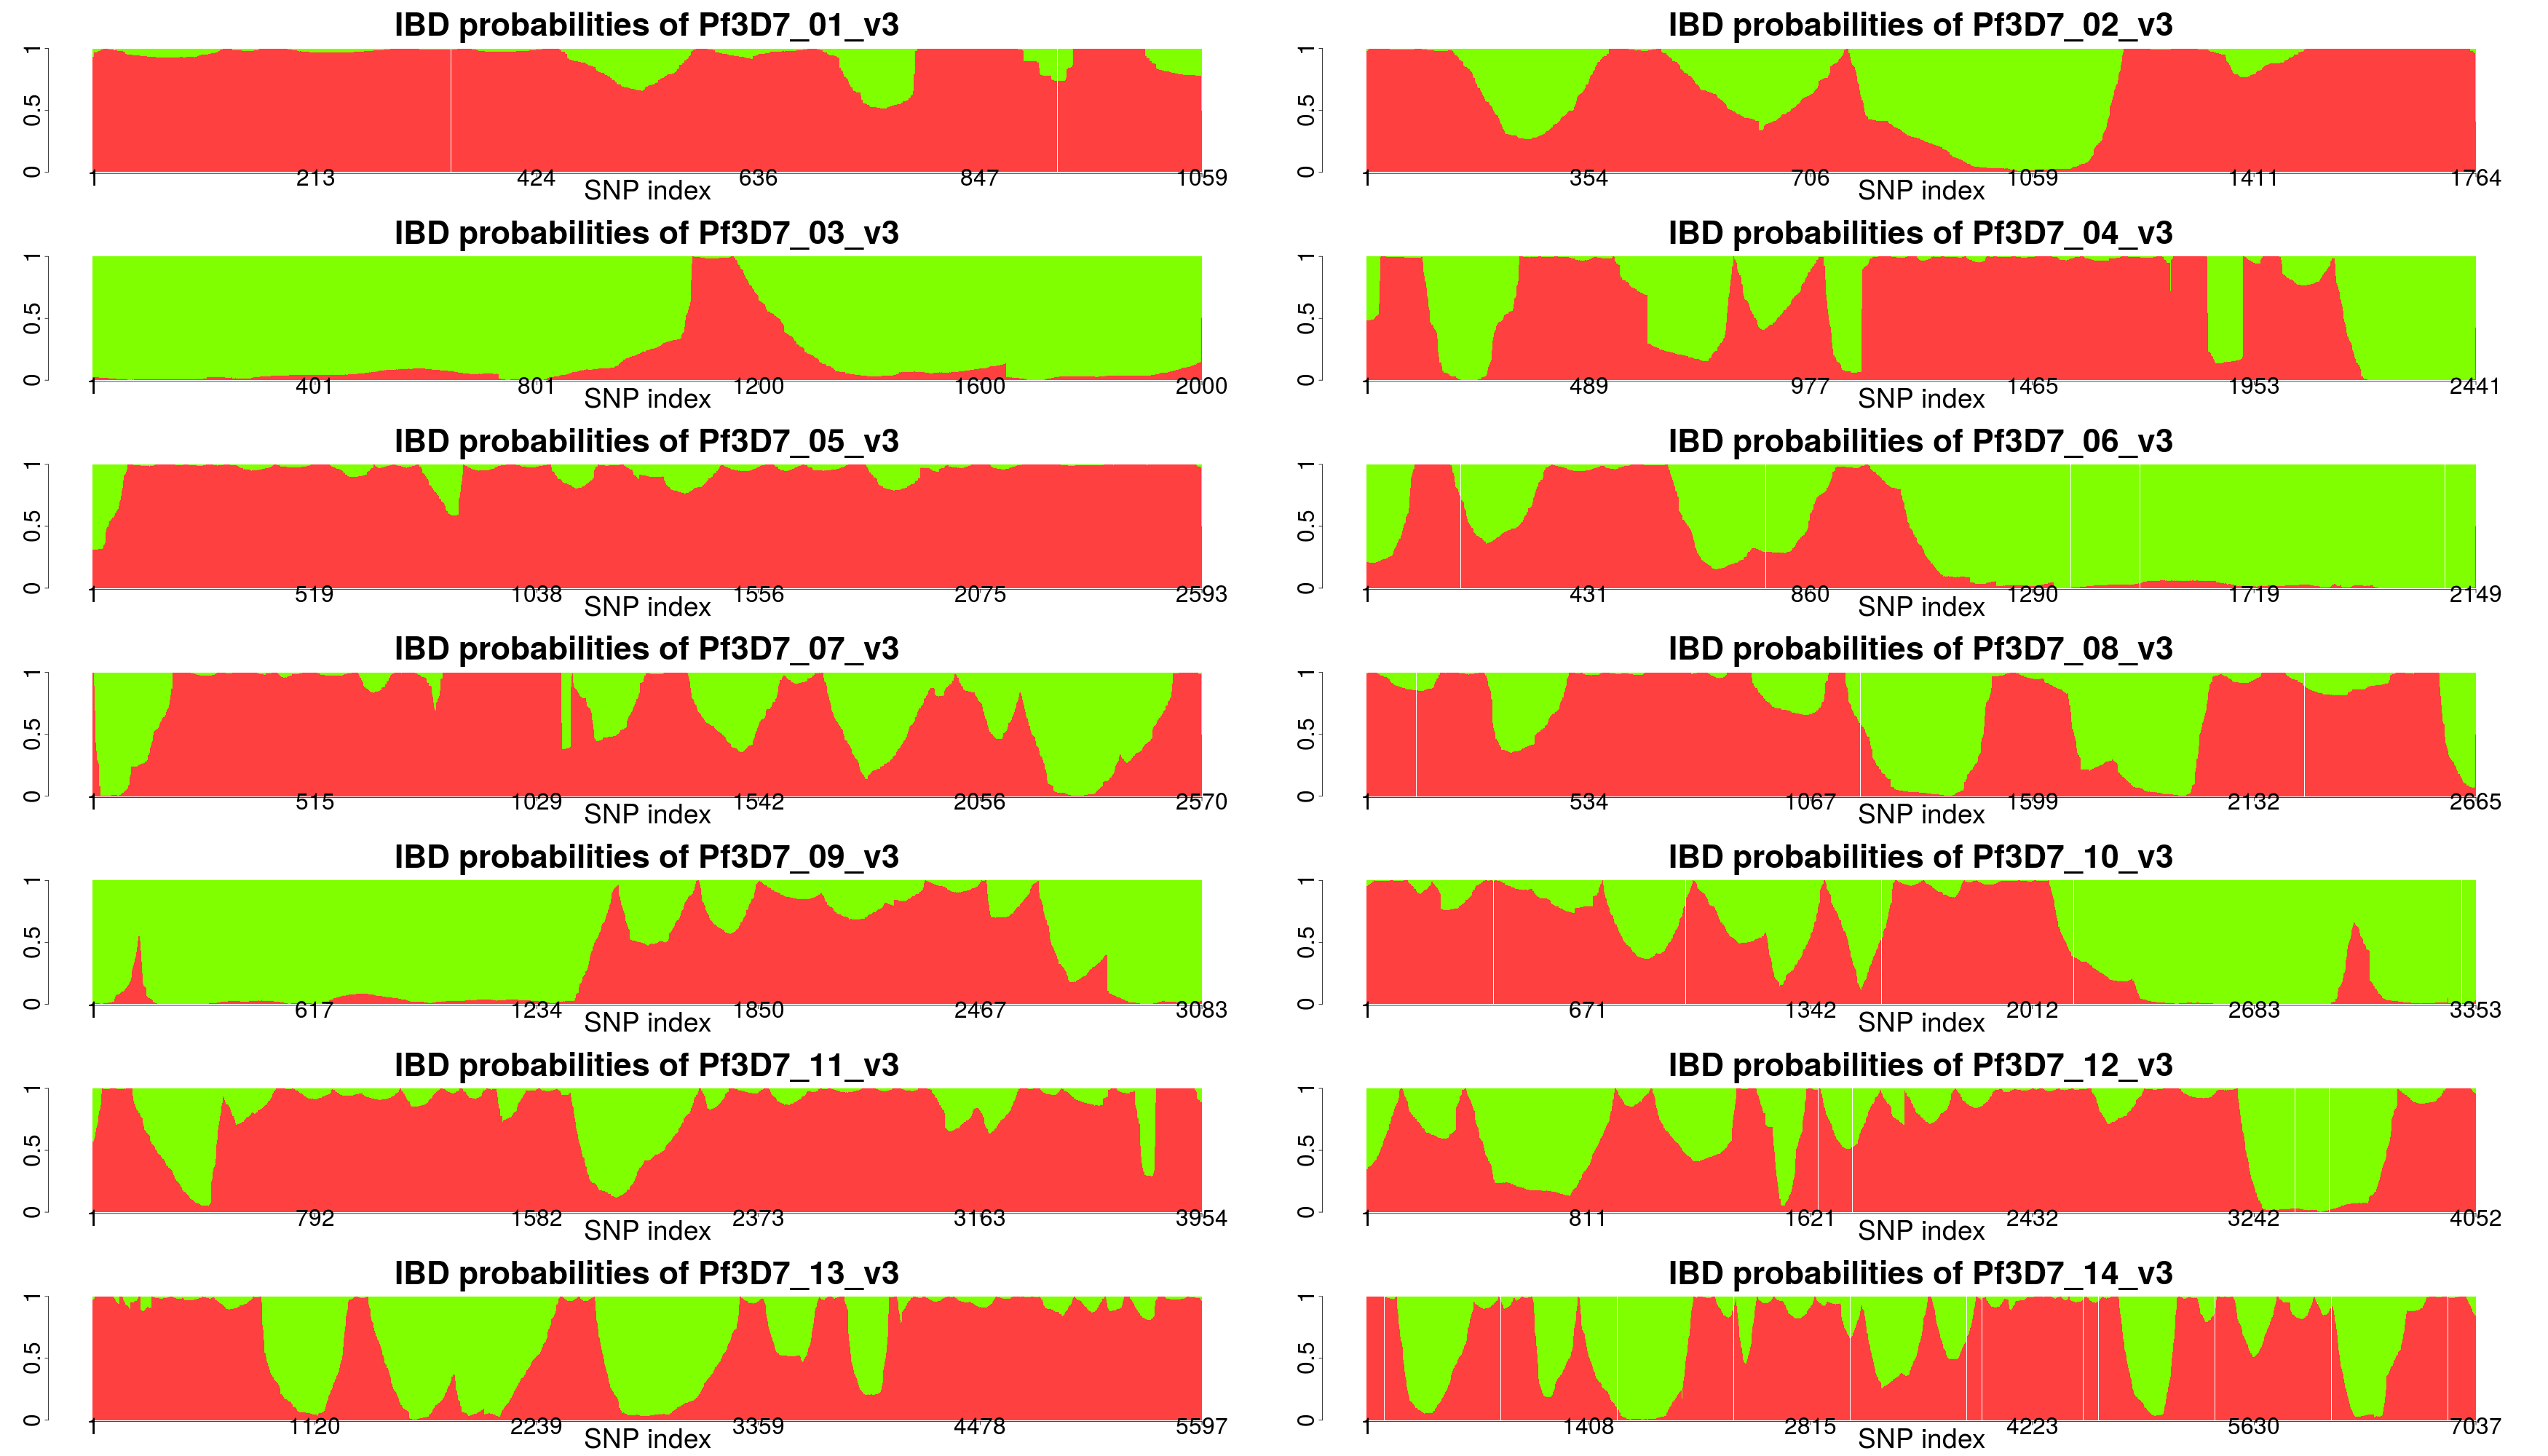 IBD probabilities of Pf3D7_01_v3
0 0.5 1
1 213 424 636 847 1059
SNP index
IBD probabilities of Pf3D7_02_v3
0 0.5 1
1 354 706 1059 1411 1764
SNP index
IBD probabilities of Pf3D7_03_v3
0 0.5 1
1 401 801 1200 1600 2000
SNP index
IBD probabilities of Pf3D7_04_v3
0 0.5 1
1 489 977 1465 1953 2441
SNP index
IBD probabilities of Pf3D7_05_v3
0 0.5 1
1 519 1038 1556 2075 2593
SNP index
IBD probabilities of Pf3D7_06_v3
0 0.5 1
1 431 860 1290 1719 2149
SNP index
IBD probabilities of Pf3D7_07_v3
0 0.5 1
1 515 1029 1542 2056 2570
SNP index
IBD probabilities of Pf3D7_08_v3
0 0.5 1
1 534 1067 1599 2132 2665
SNP index
IBD probabilities of Pf3D7_09_v3
0 0.5 1
1 617 1234 1850 2467 3083
SNP index
IBD probabilities of Pf3D7_10_v3
0 0.5 1
1 671 1342 2012 2683 3353
SNP index
IBD probabilities of Pf3D7_11_v3
0 0.5 1
1 792 1582 2373 3163 3954
SNP index
IBD probabilities of Pf3D7_12_v3
0 0.5 1
1 811 1621 2432 3242 4052
SNP index
IBD probabilities of Pf3D7_13_v3
0 0.5 1
1 1120 2239 3359 4478 5597
SNP index
IBD probabilities of Pf3D7_14_v3
0 0.5 1
1 1408 2815 4223 5630 7037
SNP index